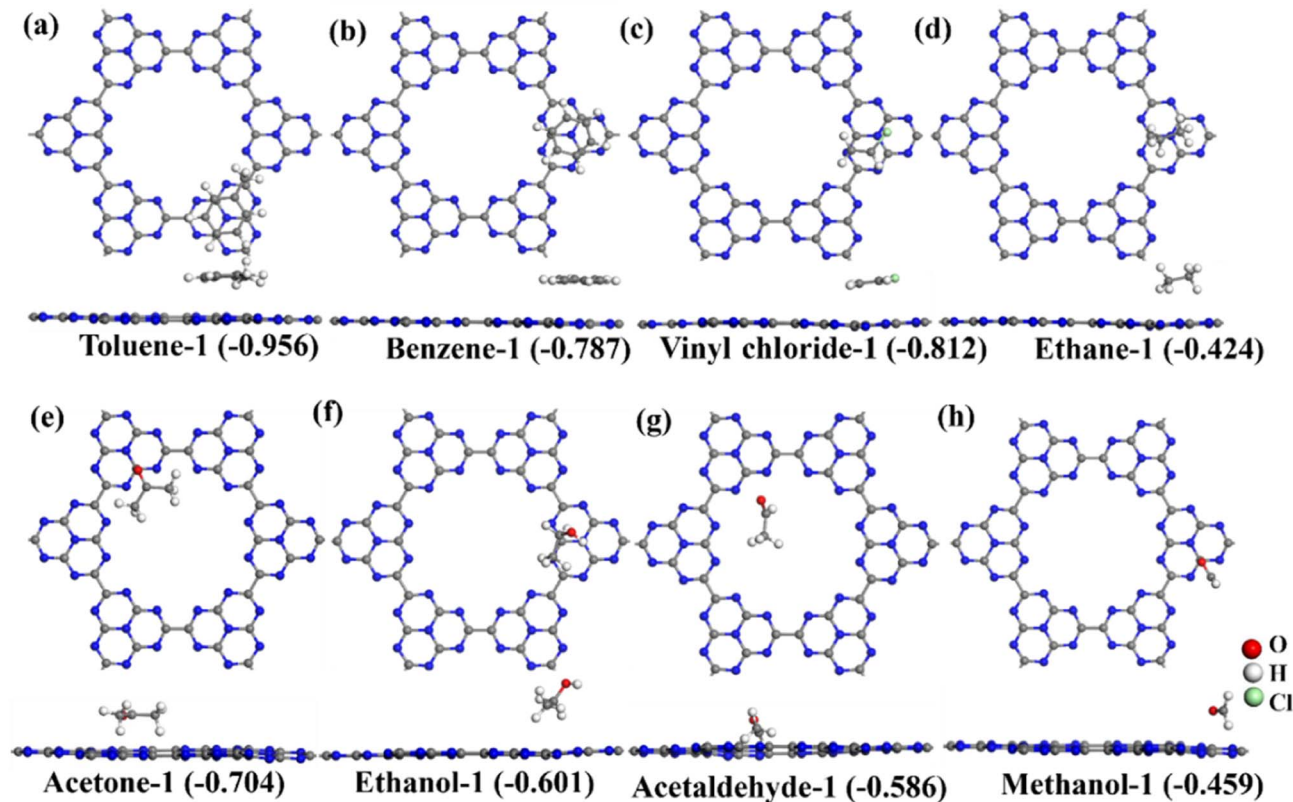 (a)
(b)
(c)
(d)
Toluene-1 (-0.956)
Benzene-1 (-0.787)
Vinyl chloride-1 (-0.812)
Ethane-1 (-0.424)
(e)
(f)
(g)
(h)
O
H
Cl
Acetone-1 (-0.704)
Ethanol-1 (-0.601)
Acetaldehyde-1 (-0.586)
Methanol-1 (-0.459)